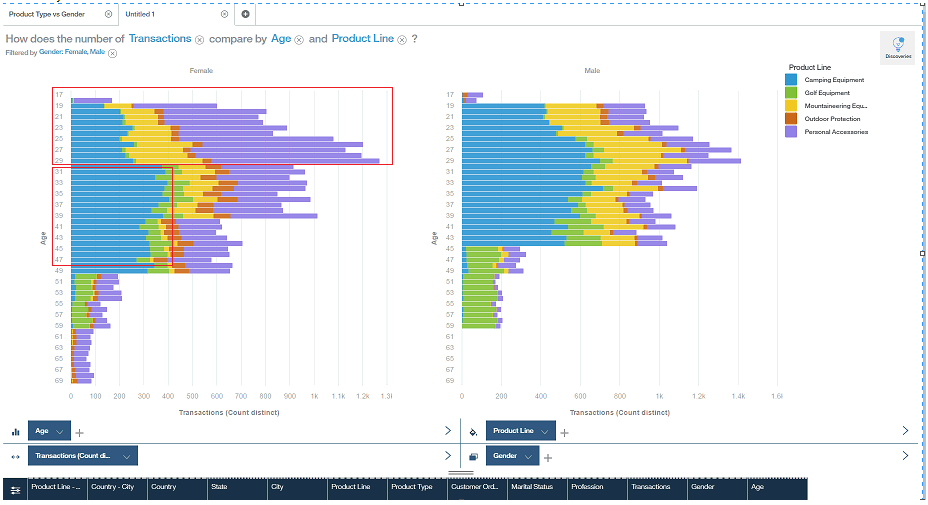 Product Type vs Gender
Untitled 1
How does the number of Transactions compare by Age and Product Line ?
Filtered by Gender: Female, Male
Discoveries
Female
Male
Product Line
Camping Equipment
Golf Equipment
Mountaineering Equ...
Outdoor Protection
Personal Accessories
Age
17
19
21
23
25
27
29
31
33
35
37
39
41
43
45
47
49
51
53
55
57
59
61
63
65
67
69
0 100 200 300 400 500 600 700 800 900 1k 1.1k 1.2k 1.3k
Transactions (Count distinct)
Age
17
19
21
23
25
27
29
31
33
35
37
39
41
43
45
47
49
51
53
55
57
59
61
63
65
67
69
0 200 400 600 800 1k 1.2k 1.4k 1.6k
Transactions (Count distinct)
Age
Product Line
Transactions (Count di...
Gender
Product Line -... Country - City Country State City Product Line Product Type Customer Ord... Marital Status Profession Transactions Gender Age